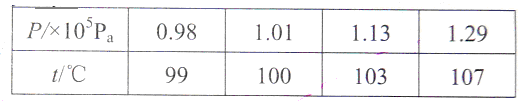 P/×10⁵Pₐ 0.98 1.01 1.13 1.29
t/℃ 99 100 103 107